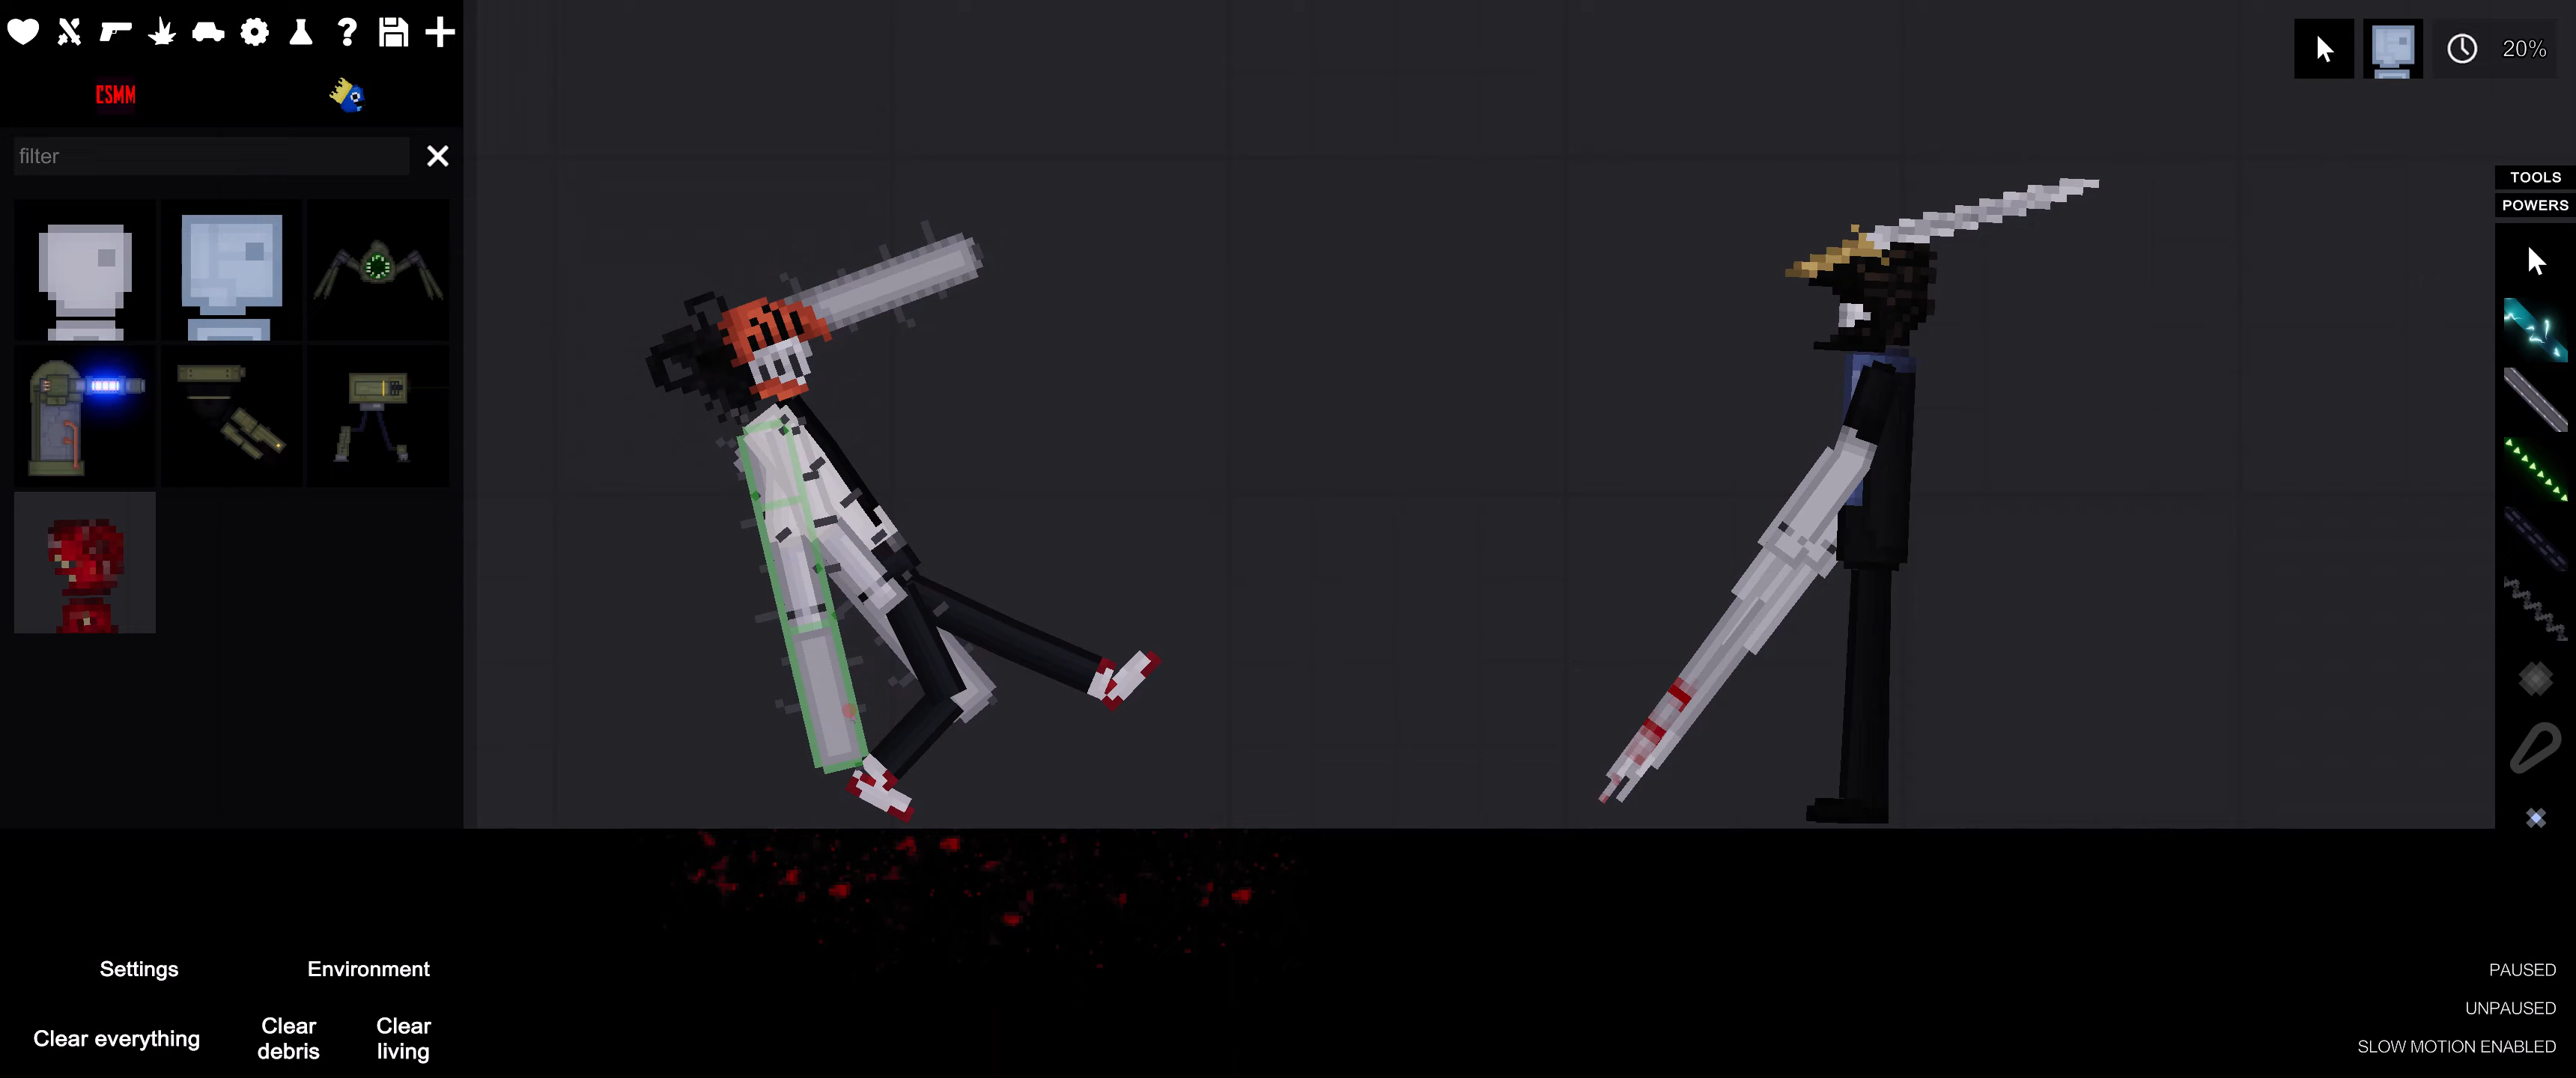 CSMM
filter
20%
TOOLS
POWERS
Settings
Environment
Clear everything
Clear
debris
Clear
living
PAUSED
UNPAUSED
SLOW MOTION ENABLED